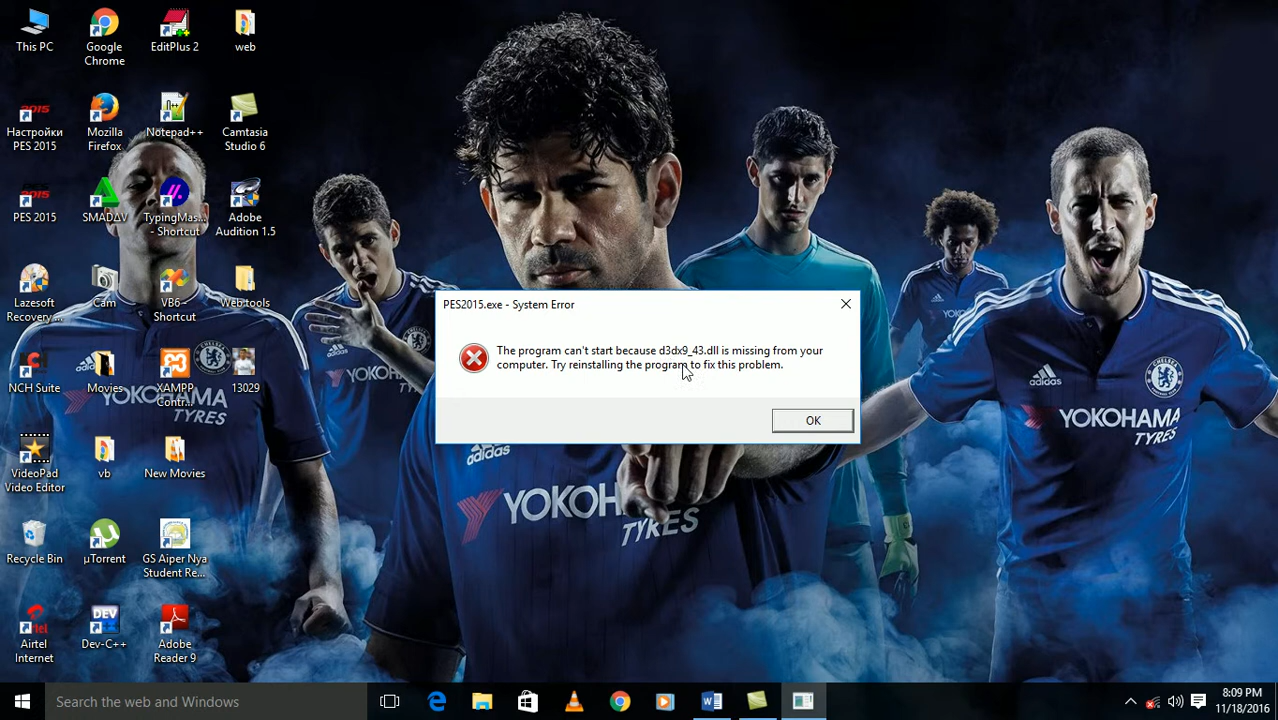 This PC
Google
Chrome
EditPlus 2
web
Настройки
PES 2015
Mozilla
Firefox
Notepad++
Camtasia
Studio 6
PES 2015
SMADΔV
TypingMas...
- Shortcut
Adobe
Audition 1.5
Lazesoft
Recovery...
Cam
VB6 -
Shortcut
Web tools
NCH Suite
Movies
XAMPP
Contr...
13029
VideoPad
Video Editor
vb
New Movies
Recycle Bin
µTorrent
GS Aiper Nya
Student Re...
Airtel
Internet
Dev-C++
Adobe
Reader 9
PES2015.exe - System Error
The program can't start because d3dx9_43.dll is missing from your
computer. Try reinstalling the program to fix this problem.
OK
adidas
YOKOHAMA
TYRES
adidas
YOKOH
TYRES
adidas
YOKOHAMA
TYRES
Search the web and Windows
8:09 PM
11/18/2016